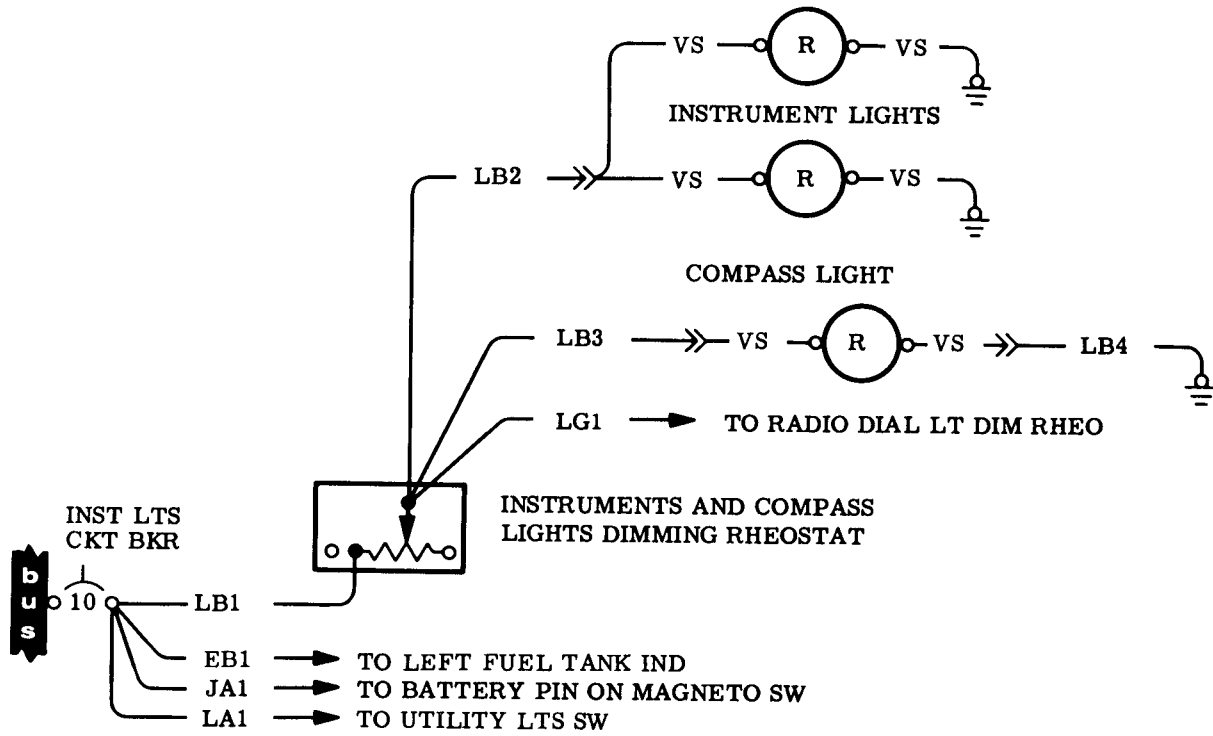 VS R VS
INSTRUMENT LIGHTS
LB2 VS R VS
COMPASS LIGHT
LB3 VS R VS LB4
LG1 TO RADIO DIAL LT DIM RHEO
INSTRUMENTS AND COMPASS
LIGHTS DIMMING RHEOSTAT
INST LTS
CKT BKR
bus 10 LB1
EB1 TO LEFT FUEL TANK IND
JA1 TO BATTERY PIN ON MAGNETO SW
LA1 TO UTILITY LTS SW